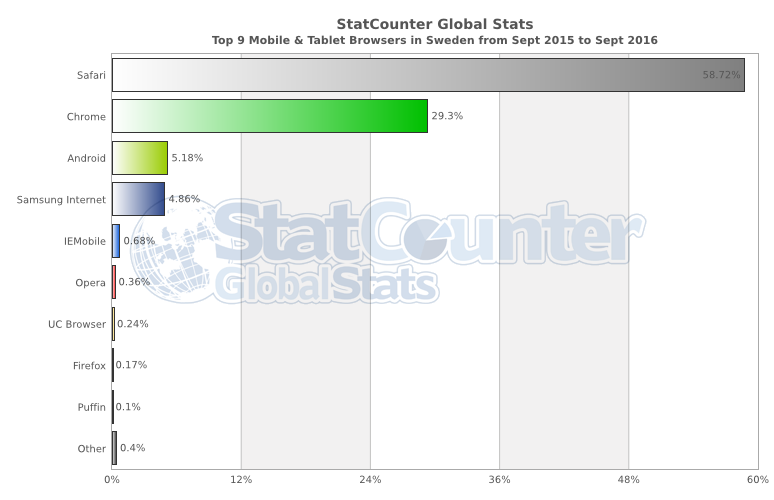 StatCounter Global Stats
Top 9 Mobile & Tablet Browsers in Sweden from Sept 2015 to Sept 2016
Safari 58.72%
Chrome 29.3%
Android 5.18%
Samsung Internet 4.86%
StatCounter
IEMobile 0.68%
Opera 0.36%
GlobalStats
UC Browser 0.24%
Firefox 0.17%
Puffin 0.1%
Other 0.4%
0% 12% 24% 36% 48% 60%